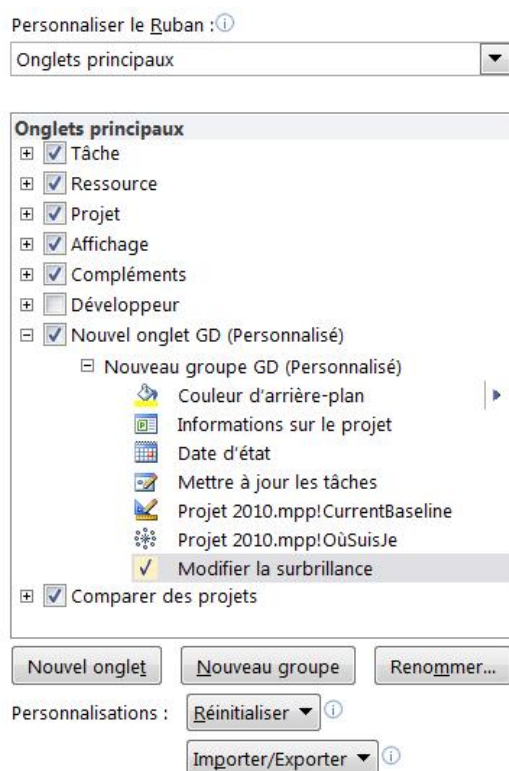 Personnaliser le Ruban :
Onglets principaux
Onglets principaux
Tâche
Ressource
Projet
Affichage
Compléments
Développeur
Nouvel onglet GD (Personnalisé)
Nouveau groupe GD (Personnalisé)
Couleur d'arrière-plan
Informations sur le projet
Date d'état
Mettre à jour les tâches
Projet 2010.mpp!CurrentBaseline
Projet 2010.mpp!OùSuisJe
Modifier la surbrillance
Comparer des projets
Nouvel onglet Nouveau groupe Renommer...
Personnalisations : Réinitialiser
Importer/Exporter